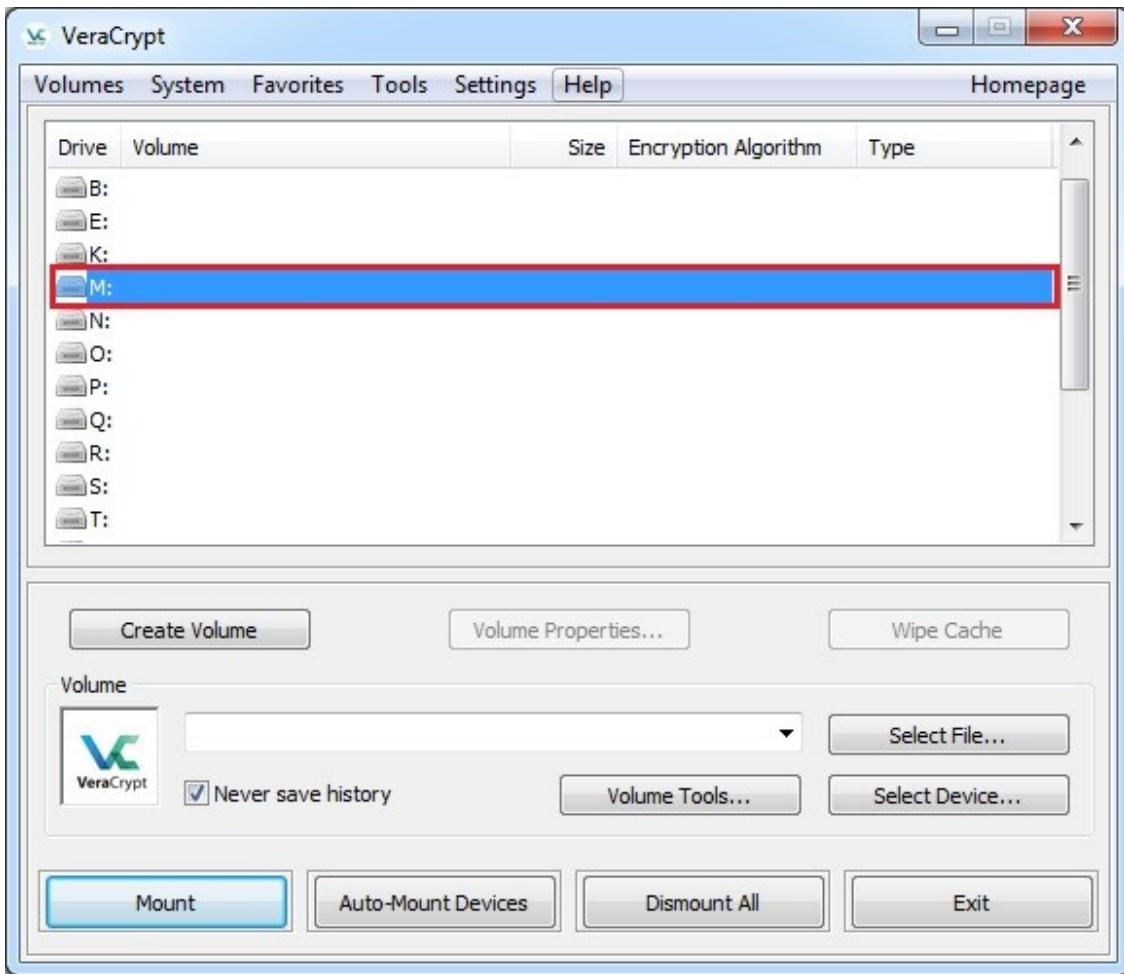 VeraCrypt
Volumes System Favorites Tools Settings Help Homepage
Drive Volume Size Encryption Algorithm Type
B:
E:
K:
M:
N:
O:
P:
Q:
R:
S:
T:
Create Volume Volume Properties... Wipe Cache
Volume
VeraCrypt
Select File...
Never save history Volume Tools... Select Device...
Mount Auto-Mount Devices Dismount All Exit